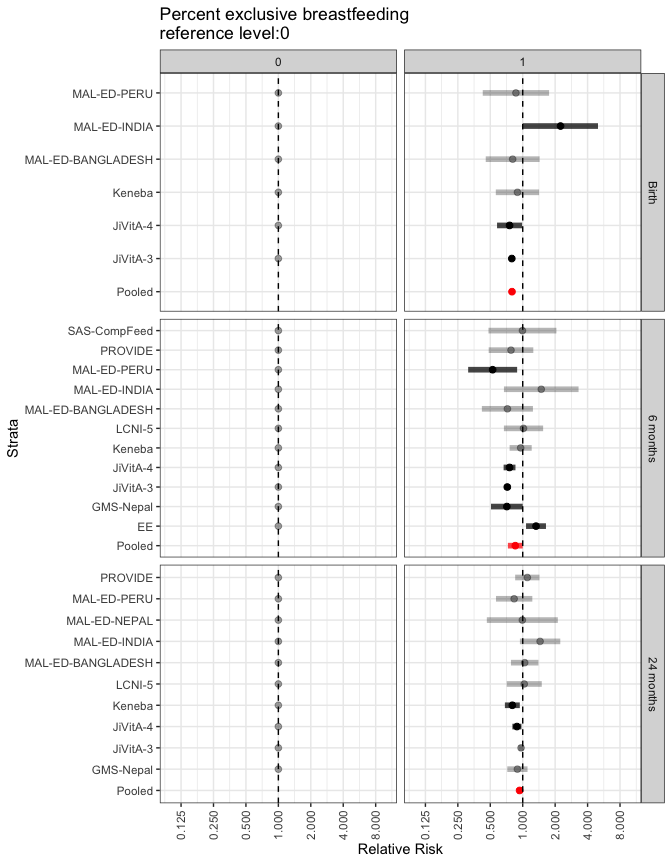 Percent exclusive breastfeeding
reference level:0
0
1
MAL-ED-PERU
MAL-ED-INDIA
MAL-ED-BANGLADESH
Keneba
JiVitA-4
JiVitA-3
Pooled
Birth
SAS-CompFeed
PROVIDE
MAL-ED-PERU
MAL-ED-INDIA
MAL-ED-BANGLADESH
LCNI-5
Keneba
JiVitA-4
JiVitA-3
GMS-Nepal
EE
Pooled
6 months
PROVIDE
MAL-ED-PERU
MAL-ED-NEPAL
MAL-ED-INDIA
MAL-ED-BANGLADESH
LCNI-5
Keneba
JiVitA-4
JiVitA-3
GMS-Nepal
Pooled
24 months
Strata
0.125
0.250
0.500
1.000
2.000
4.000
8.000
0.125
0.250
0.500
1.000
2.000
4.000
8.000
Relative Risk